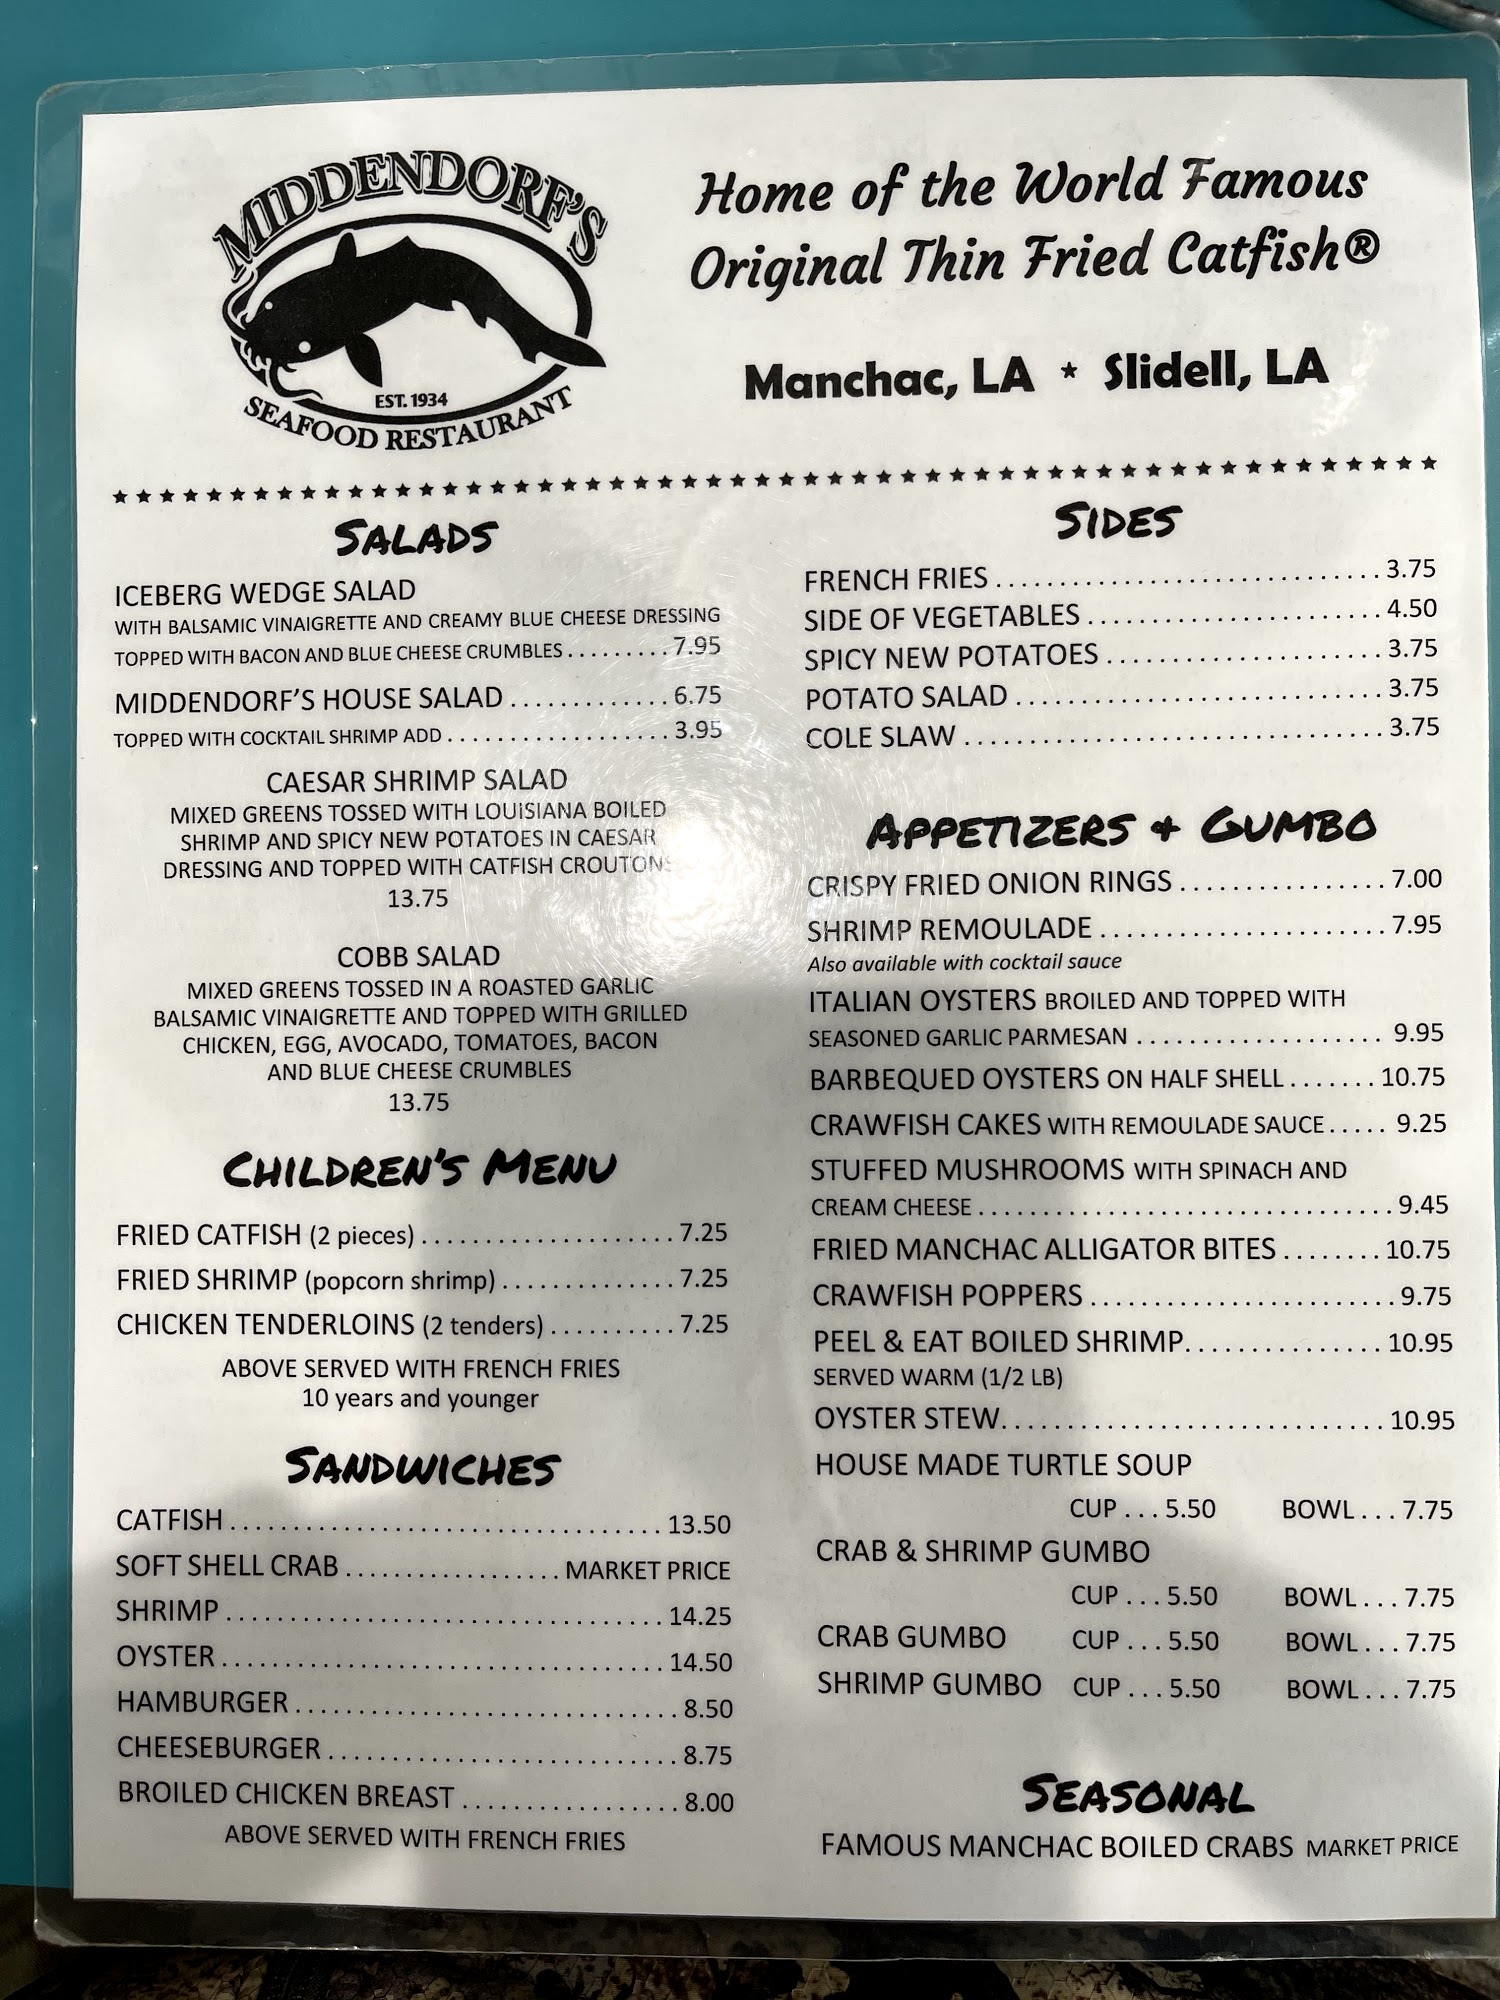 MIDDENDORF'S
EST. 1934
SEAFOOD RESTAURANT
Home of the World Famous
Original Thin Fried Catfish®
Manchac, LA * Slidell, LA
SALADS
ICEBERG WEDGE SALAD
WITH BALSAMIC VINAIGRETTE AND CREAMY BLUE CHEESE DRESSING
TOPPED WITH BACON AND BLUE CHEESE CRUMBLES.........7.95
MIDDENDORF'S HOUSE SALAD.............6.75
TOPPED WITH COCKTAIL SHRIMP ADD...................3.95
CAESAR SHRIMP SALAD
MIXED GREENS TOSSED WITH LOUISIANA BOILED
SHRIMP AND SPICY NEW POTATOES IN CAESAR
DRESSING AND TOPPED WITH CATFISH CROUTONS
13.75
COBB SALAD
MIXED GREENS TOSSED IN A ROASTED GARLIC
BALSAMIC VINAIGRETTE AND TOPPED WITH GRILLED
CHICKEN, EGG, AVOCADO, TOMATOES, BACON
AND BLUE CHEESE CRUMBLES
13.75
CHILDREN'S MENU
FRIED CATFISH (2 pieces)....................7.25
FRIED SHRIMP (popcorn shrimp)..............7.25
CHICKEN TENDERLOINS (2 tenders)..........7.25
ABOVE SERVED WITH FRENCH FRIES
10 years and younger
SANDWICHES
CATFISH..................................13.50
SOFT SHELL CRAB.................MARKET PRICE
SHRIMP...................................14.25
OYSTER...................................14.50
HAMBURGER...............................8.50
CHEESEBURGER............................8.75
BROILED CHICKEN BREAST.................8.00
ABOVE SERVED WITH FRENCH FRIES
SIDES
FRENCH FRIES...............................3.75
SIDE OF VEGETABLES.......................4.50
SPICY NEW POTATOES......................3.75
POTATO SALAD.............................3.75
COLE SLAW.................................3.75
APPETIZERS + GUMBO
CRISPY FRIED ONION RINGS................7.00
SHRIMP REMOULADE.......................7.95
Also available with cocktail sauce
ITALIAN OYSTERS BROILED AND TOPPED WITH
SEASONED GARLIC PARMESAN................... 9.95
BARBEQUED OYSTERS ON HALF SHELL.......10.75
CRAWFISH CAKES WITH REMOULADE SAUCE..... 9.25
STUFFED MUSHROOMS WITH SPINACH AND
CREAM CHEESE.................................9.45
FRIED MANCHAC ALLIGATOR BITES........10.75
CRAWFISH POPPERS........................9.75
PEEL & EAT BOILED SHRIMP................10.95
SERVED WARM (1/2 LB)
OYSTER STEW..............................10.95
HOUSE MADE TURTLE SOUP
CUP...5.50 BOWL...7.75
CRAB & SHRIMP GUMBO
CUP...5.50 BOWL...7.75
CRAB GUMBO CUP...5.50 BOWL...7.75
SHRIMP GUMBO CUP...5.50 BOWL...7.75
SEASONAL
FAMOUS MANCHAC BOILED CRABS MARKET PRICE